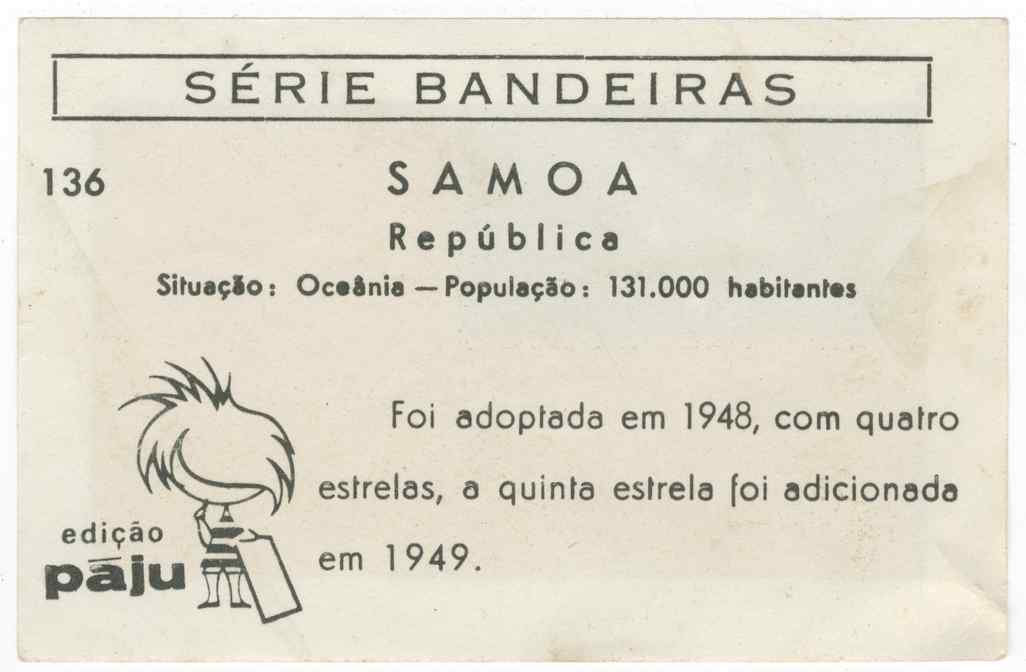 SÉRIE BANDEIRAS
136
SAMOA
República
Situação: Oceânia — População: 131.000 habitantes
Foi adoptada em 1948, com quatro
estrelas, a quinta estrela foi adicionada
em 1949.
edição
pāju